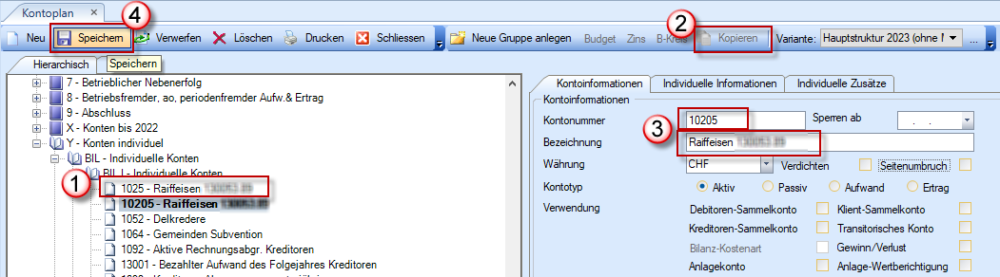 Kontoplan ×
4
2
Neu Speichern Verwerfen Löschen Drucken Schliessen Neue Gruppe anlegen Budget Zins B-Kreis Kopieren Variante: Hauptstruktur 2023 (ohne N ...
Hierarchisch
Speichern
7 - Betrieblicher Nebenerfolg
8 - Betriebsfremder, ao, periodenfremder Aufw.& Ertrag
9 - Abschluss
X - Konten bis 2022
Y - Konten individuel
BIL - Individuelle Konten
BIL I - Individuelle Konten
1
1025 - Raiffeisen
10205 - Raiffeisen
1052 - Delkredere
1064 - Gemeinden Subvention
1092 - Aktive Rechnungsabgr. Kreditoren
13001 - Bezahlter Aufwand des Folgejahres Kreditoren
Kontoinformationen Individuelle Informationen Individuelle Zusätze
Kontoinformationen
3
Kontonummer 10205 Sperren ab . .
Bezeichnung Raiffeisen
Währung CHF Verdichten Seitenumbruch
Kontotyp Aktiv Passiv Aufwand Ertrag
Verwendung
Debitoren-Sammelkonto Klient-Sammelkonto
Kreditoren-Sammelkonto Transitorisches Konto
Bilanz-Kostenart Gewinn/Verlust
Anlagekonto Anlage-Wertberichtigung